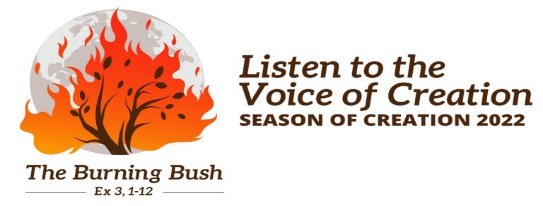 Listen to the
Voice of Creation
SEASON OF CREATION 2022
The Burning Bush
Ex 3, 1-12